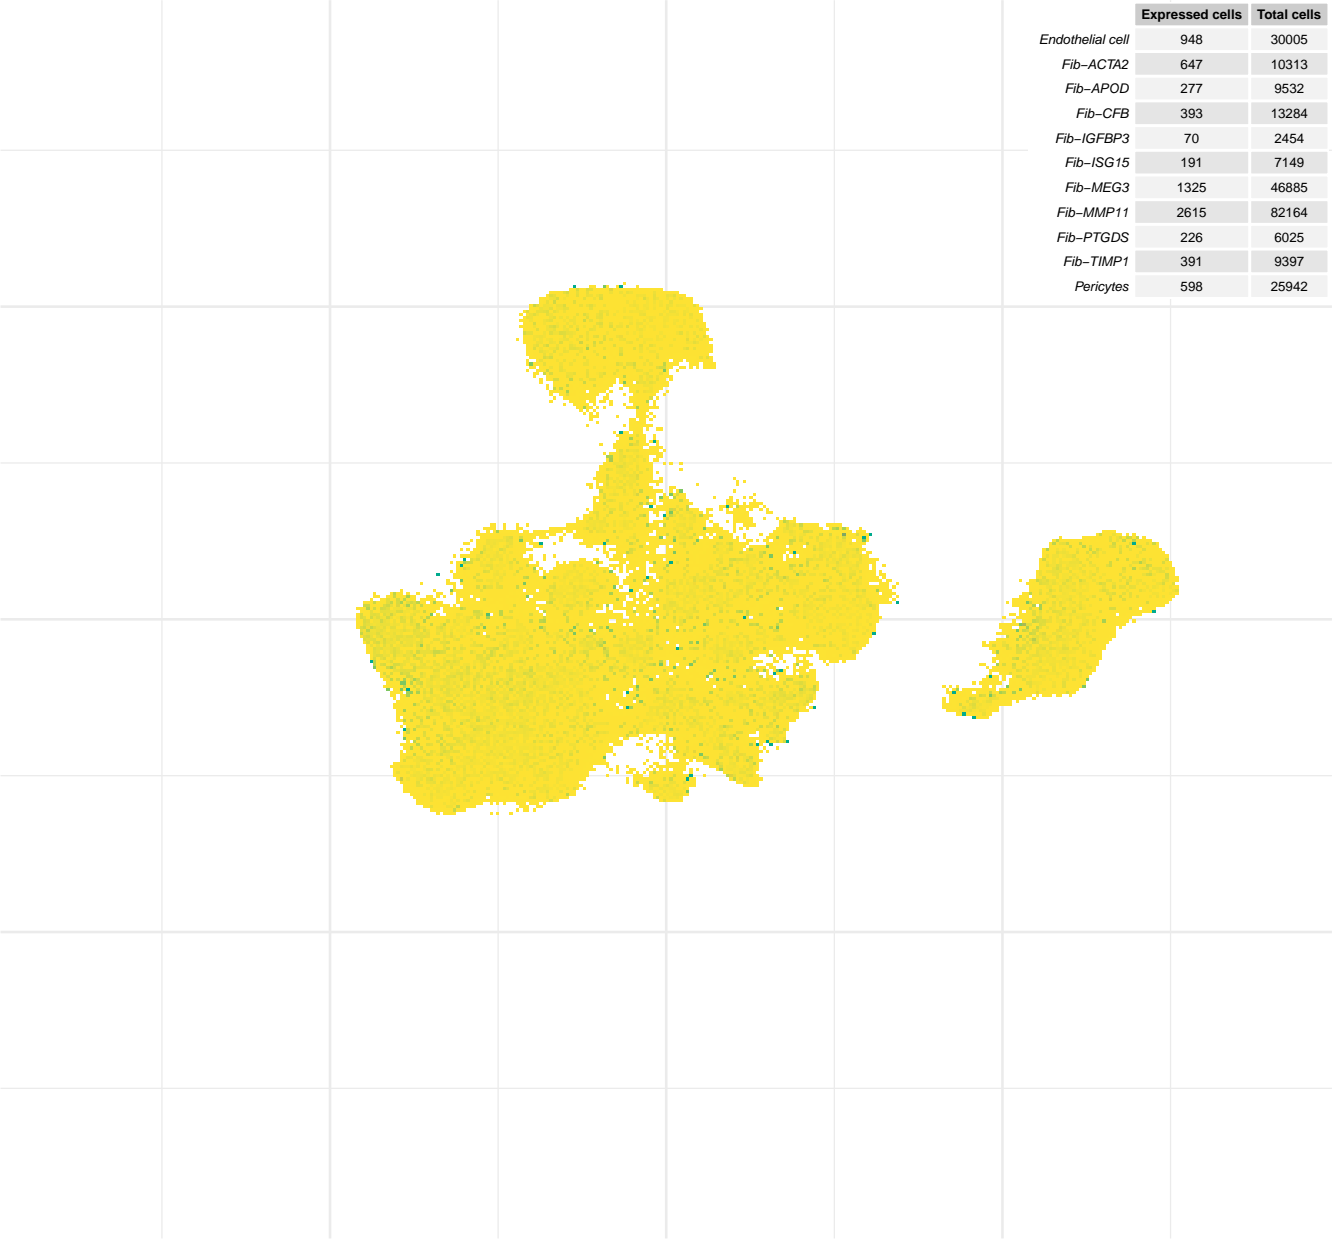 Expressed cells Total cells
Endothelial cell 948 30005
Fib−ACTA2 647 10313
Fib−APOD 277 9532
Fib−CFB 393 13284
Fib−IGFBP3 70 2454
Fib−ISG15 191 7149
Fib−MEG3 1325 46885
Fib−MMP11 2615 82164
Fib−PTGDS 226 6025
Fib−TIMP1 391 9397
Pericytes 598 25942